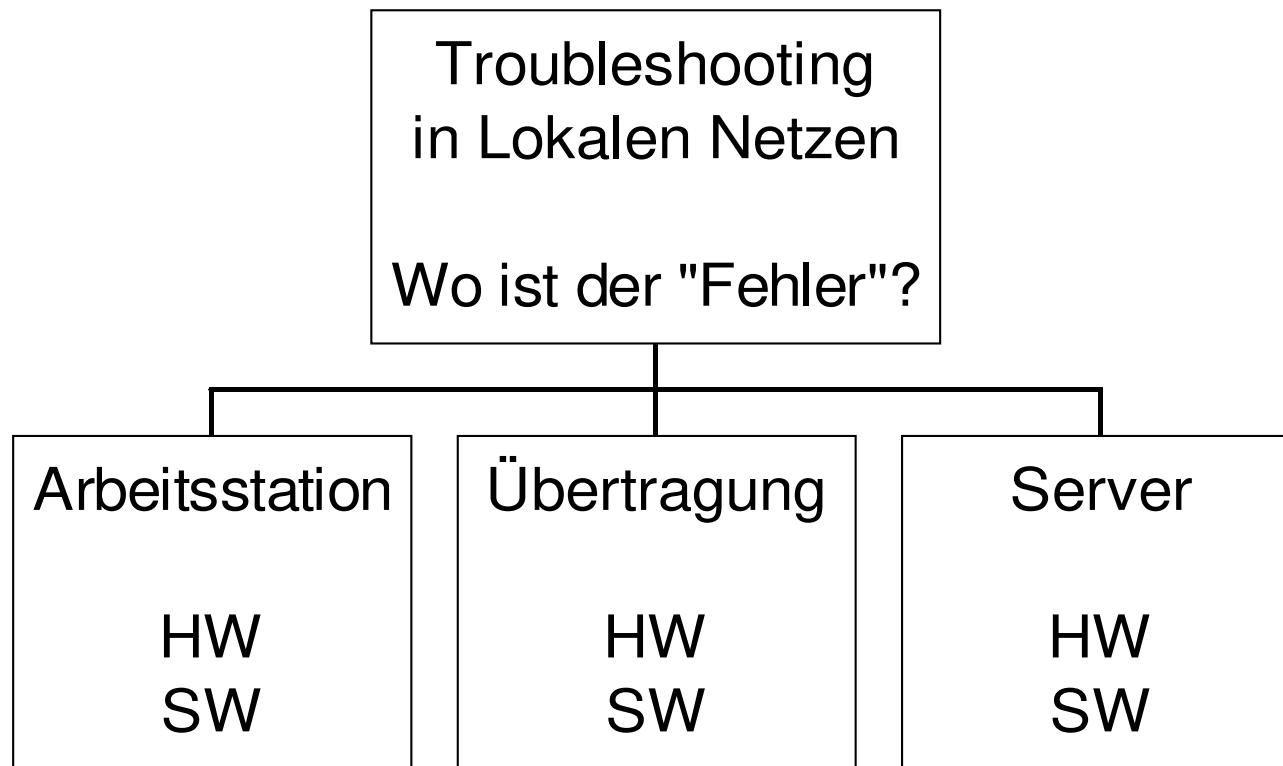 Troubleshooting
in Lokalen Netzen
Wo ist der "Fehler"?
Arbeitsstation
HW
SW
Übertragung
HW
SW
Server
HW
SW